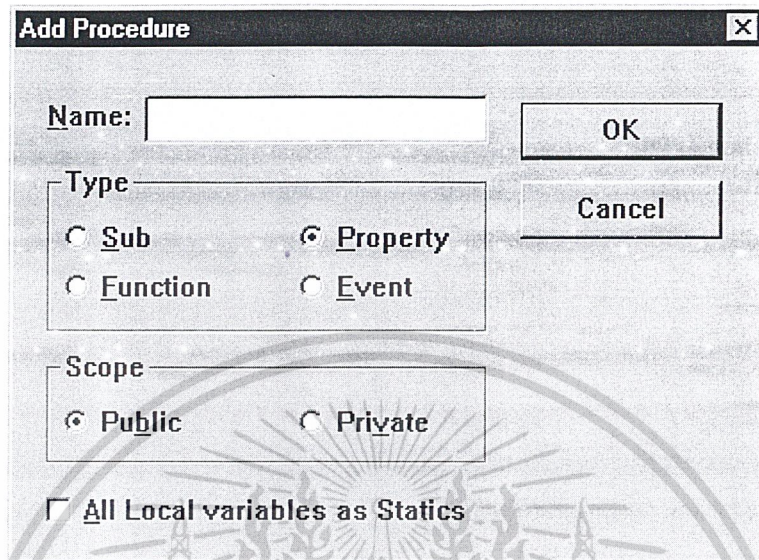 Add Procedure
Name:
OK
Cancel
Type
Sub
Property
Function
Event
Scope
Public
Private
All Local variables as Statics